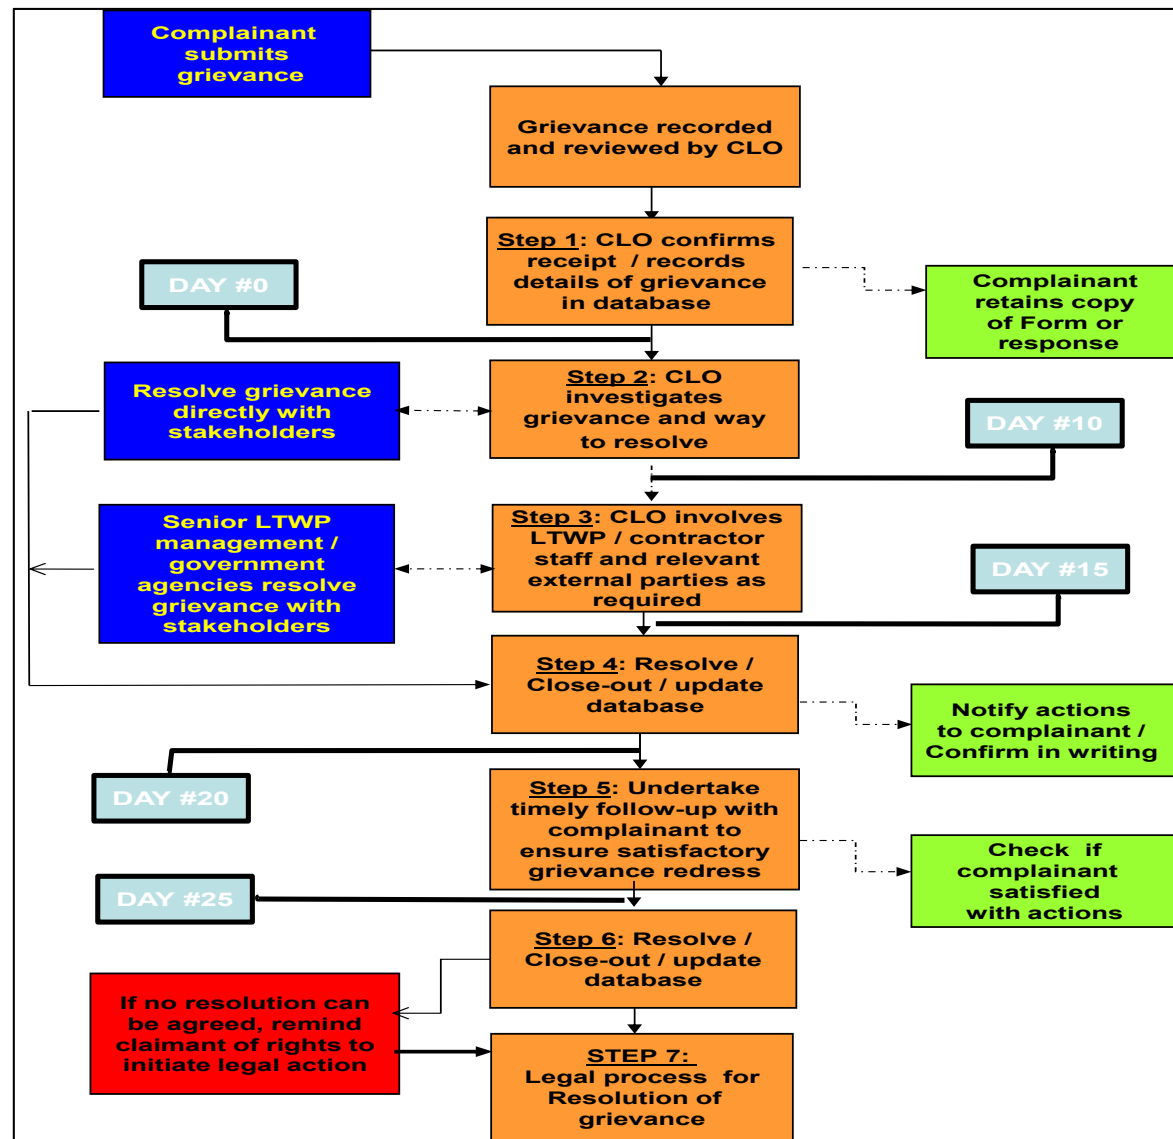 Complainant
submits
grievance
Grievance recorded
and reviewed by CLO
Step 1: CLO confirms
receipt / records
details of grievance
in database
DAY #0
Complainant
retains copy
of Form or
response
Resolve grievance
directly with
stakeholders
Step 2: CLO
investigates
grievance and way
to resolve
DAY #10
Senior LTWP
management /
government
agencies resolve
grievance with
stakeholders
Step 3: CLO involves
LTWP / contractor
staff and relevant
external parties as
required
DAY #15
Step 4: Resolve /
Close-out / update
database
Notify actions
to complainant /
Confirm in writing
DAY #20
Step 5: Undertake
timely follow-up with
complainant to
ensure satisfactory
grievance redress
Check if
complainant
satisfied
with actions
DAY #25
Step 6: Resolve /
Close-out / update
database
If no resolution can
be agreed, remind
claimant of rights to
initiate legal action
STEP 7:
Legal process for
Resolution of
grievance